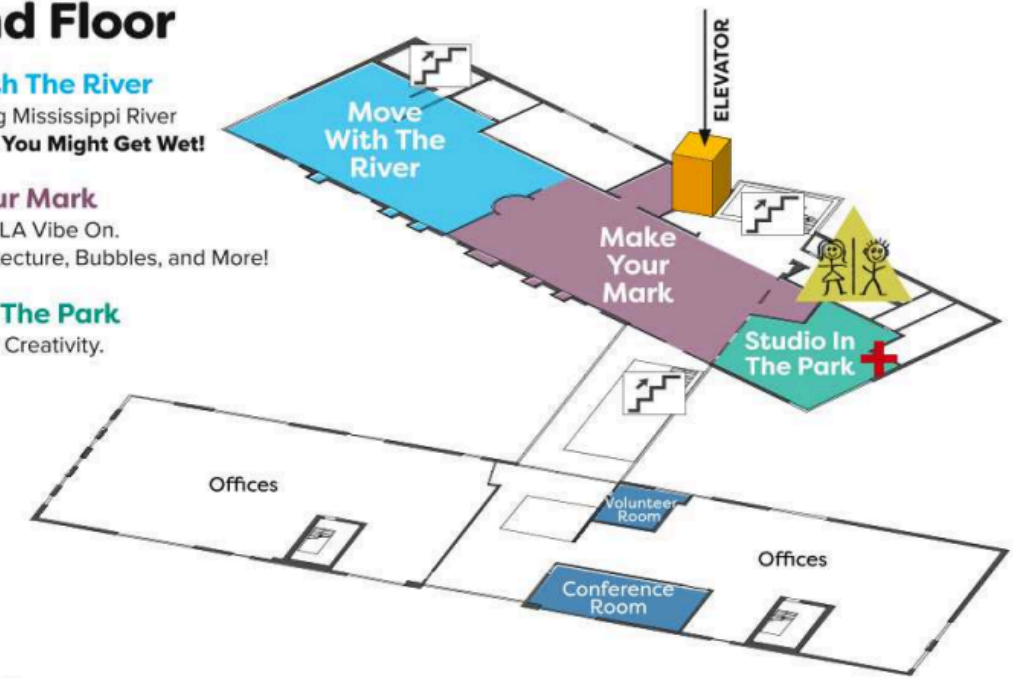 nd Floor
th The River
g Mississippi River
You Might Get Wet!
ur Mark
LA Vibe On.
ecture, Bubbles, and More!
The Park
Creativity.
ELEVATOR
Move
With The
River
Make
Your
Mark
Studio In
The Park
Offices
Volunteer
Room
Offices
Conference
Room